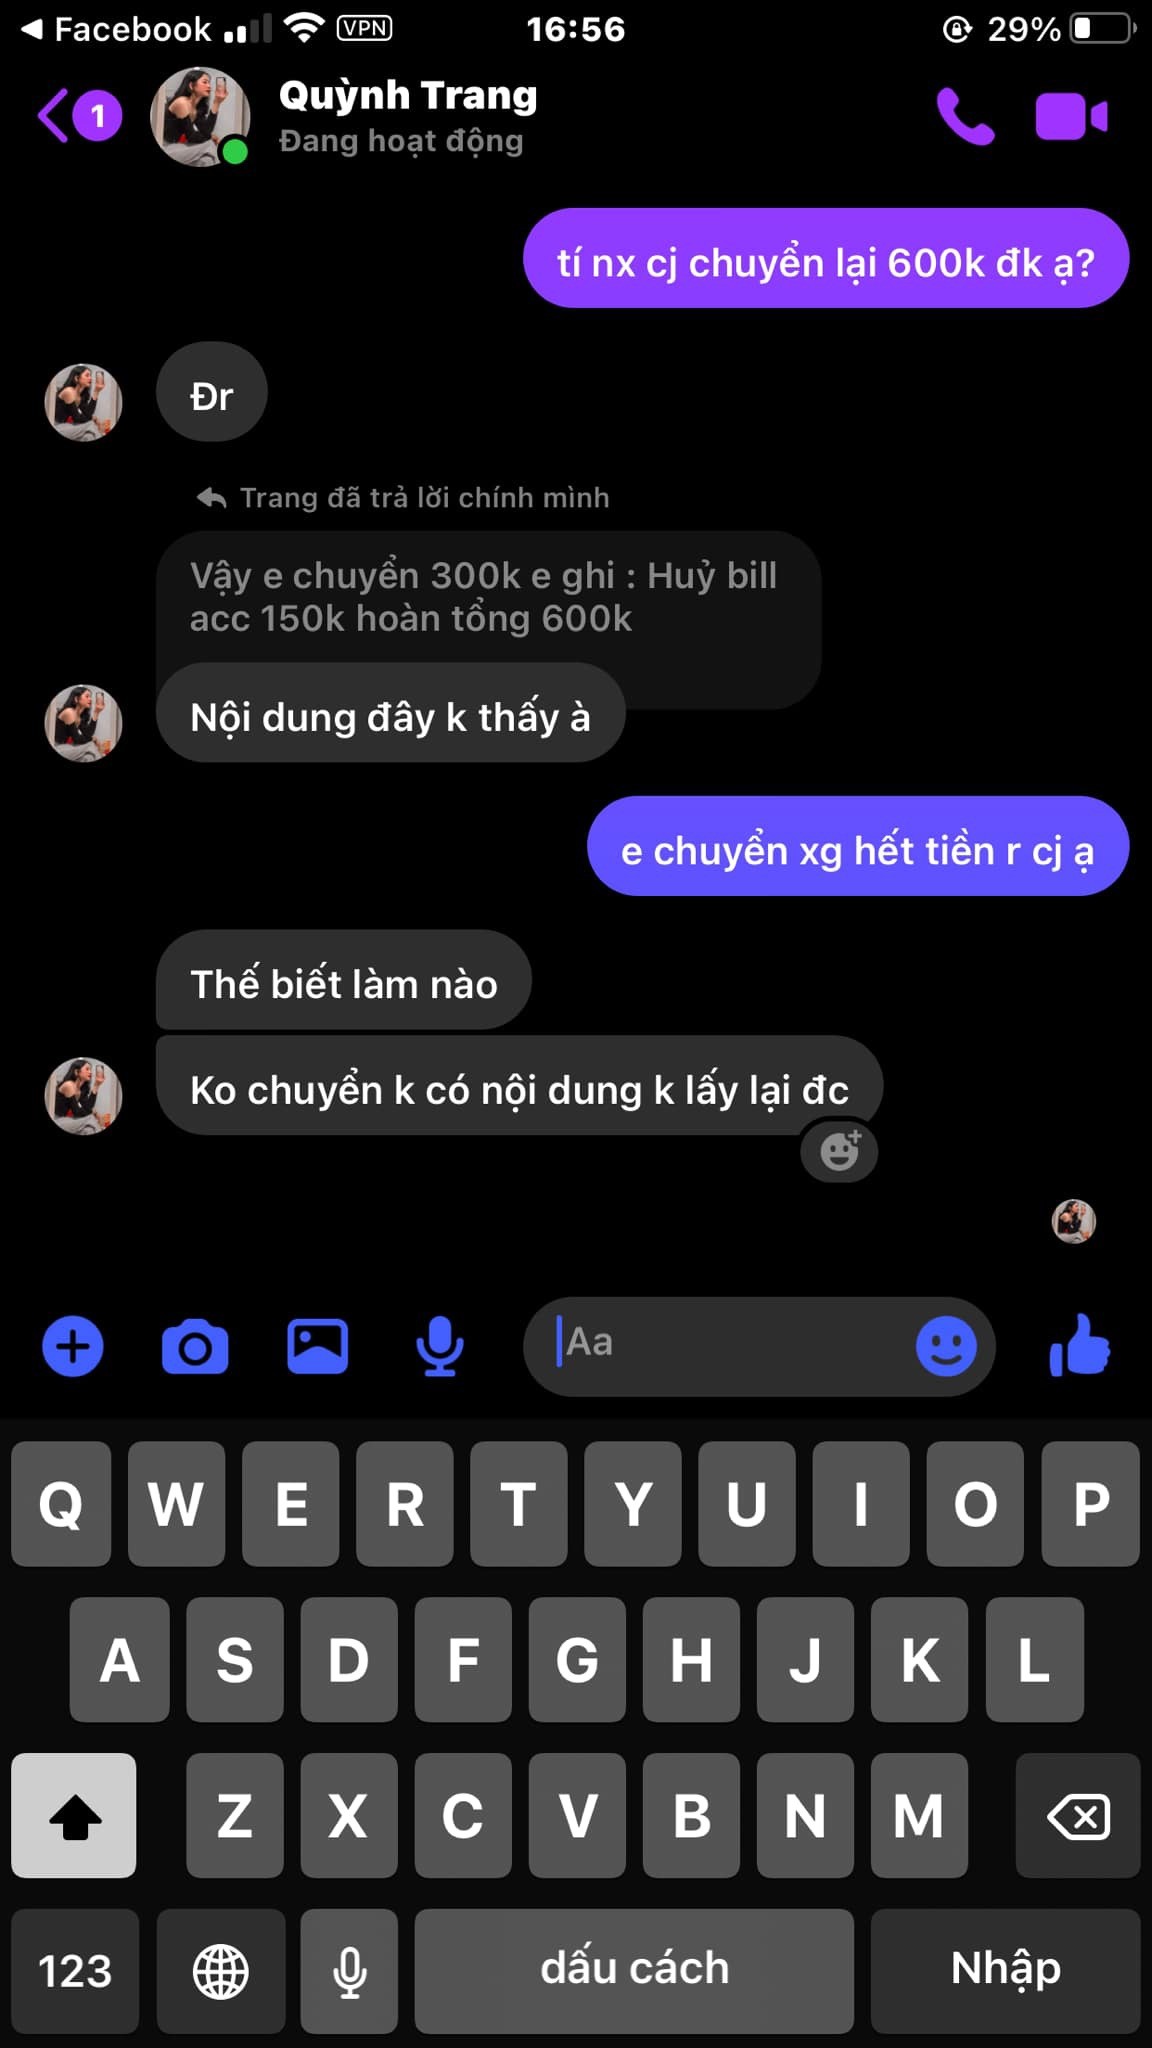 Facebook
VPN
16:56
29%
1
Quỳnh Trang
Đang hoạt động
tí nx cj chuyển lại 600k đk ạ?
Đr
Trang đã trả lời chính mình
Vậy e chuyển 300k e ghi : Huỷ bill
acc 150k hoàn tổng 600k
Nội dung đây k thấy à
e chuyển xg hết tiền r cj ạ
Thế biết làm nào
Ko chuyển k có nội dung k lấy lại đc
Aa
Q W E R T Y U I O P
A S D F G H J K L
Z X C V B N M
123 dấu cách Nhập